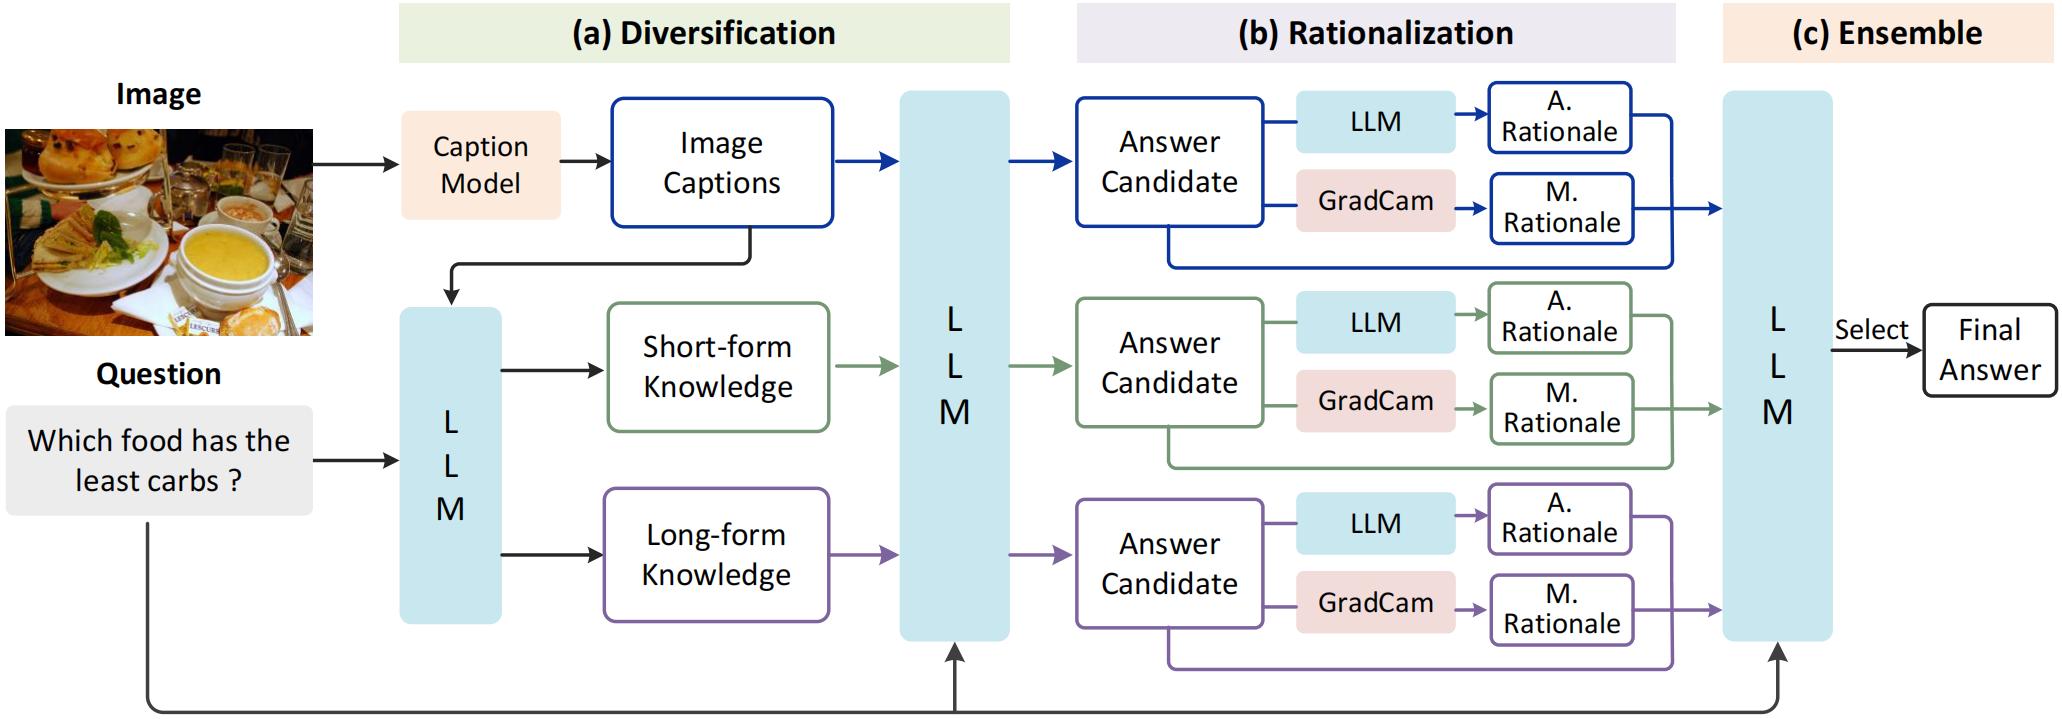 (a) Diversification
(b) Rationalization
(c) Ensemble
Image
Caption
Model
Image
Captions
Question
Which food has the
least carbs ?
L
L
M
Short-form
Knowledge
Long-form
Knowledge
L
L
M
Answer
Candidate
LLM
A.
Rationale
GradCam
M.
Rationale
Answer
Candidate
LLM
A.
Rationale
GradCam
M.
Rationale
Answer
Candidate
LLM
A.
Rationale
GradCam
M.
Rationale
L
L
M
Select
Final
Answer